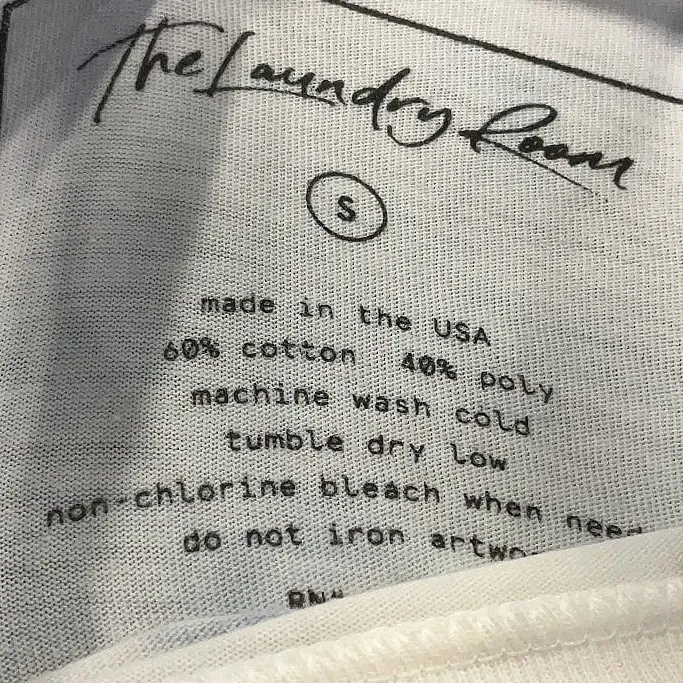 The Laundry Room
S
made in the USA
60% cotton 40% poly
machine wash cold
tumble dry low
non-chlorine bleach when
do not iron